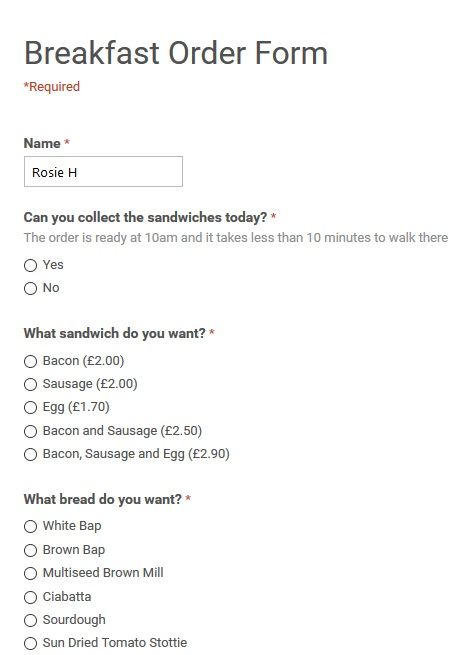 Breakfast Order Form
*Required
Name *
Rosie H
Can you collect the sandwiches today? *
The order is ready at 10am and it takes less than 10 minutes to walk there
Yes
No
What sandwich do you want? *
Bacon (£2.00)
Sausage (£2.00)
Egg (£1.70)
Bacon and Sausage (£2.50)
Bacon, Sausage and Egg (£2.90)
What bread do you want? *
White Bap
Brown Bap
Multiseed Brown Mill
Ciabatta
Sourdough
Sun Dried Tomato Stottie